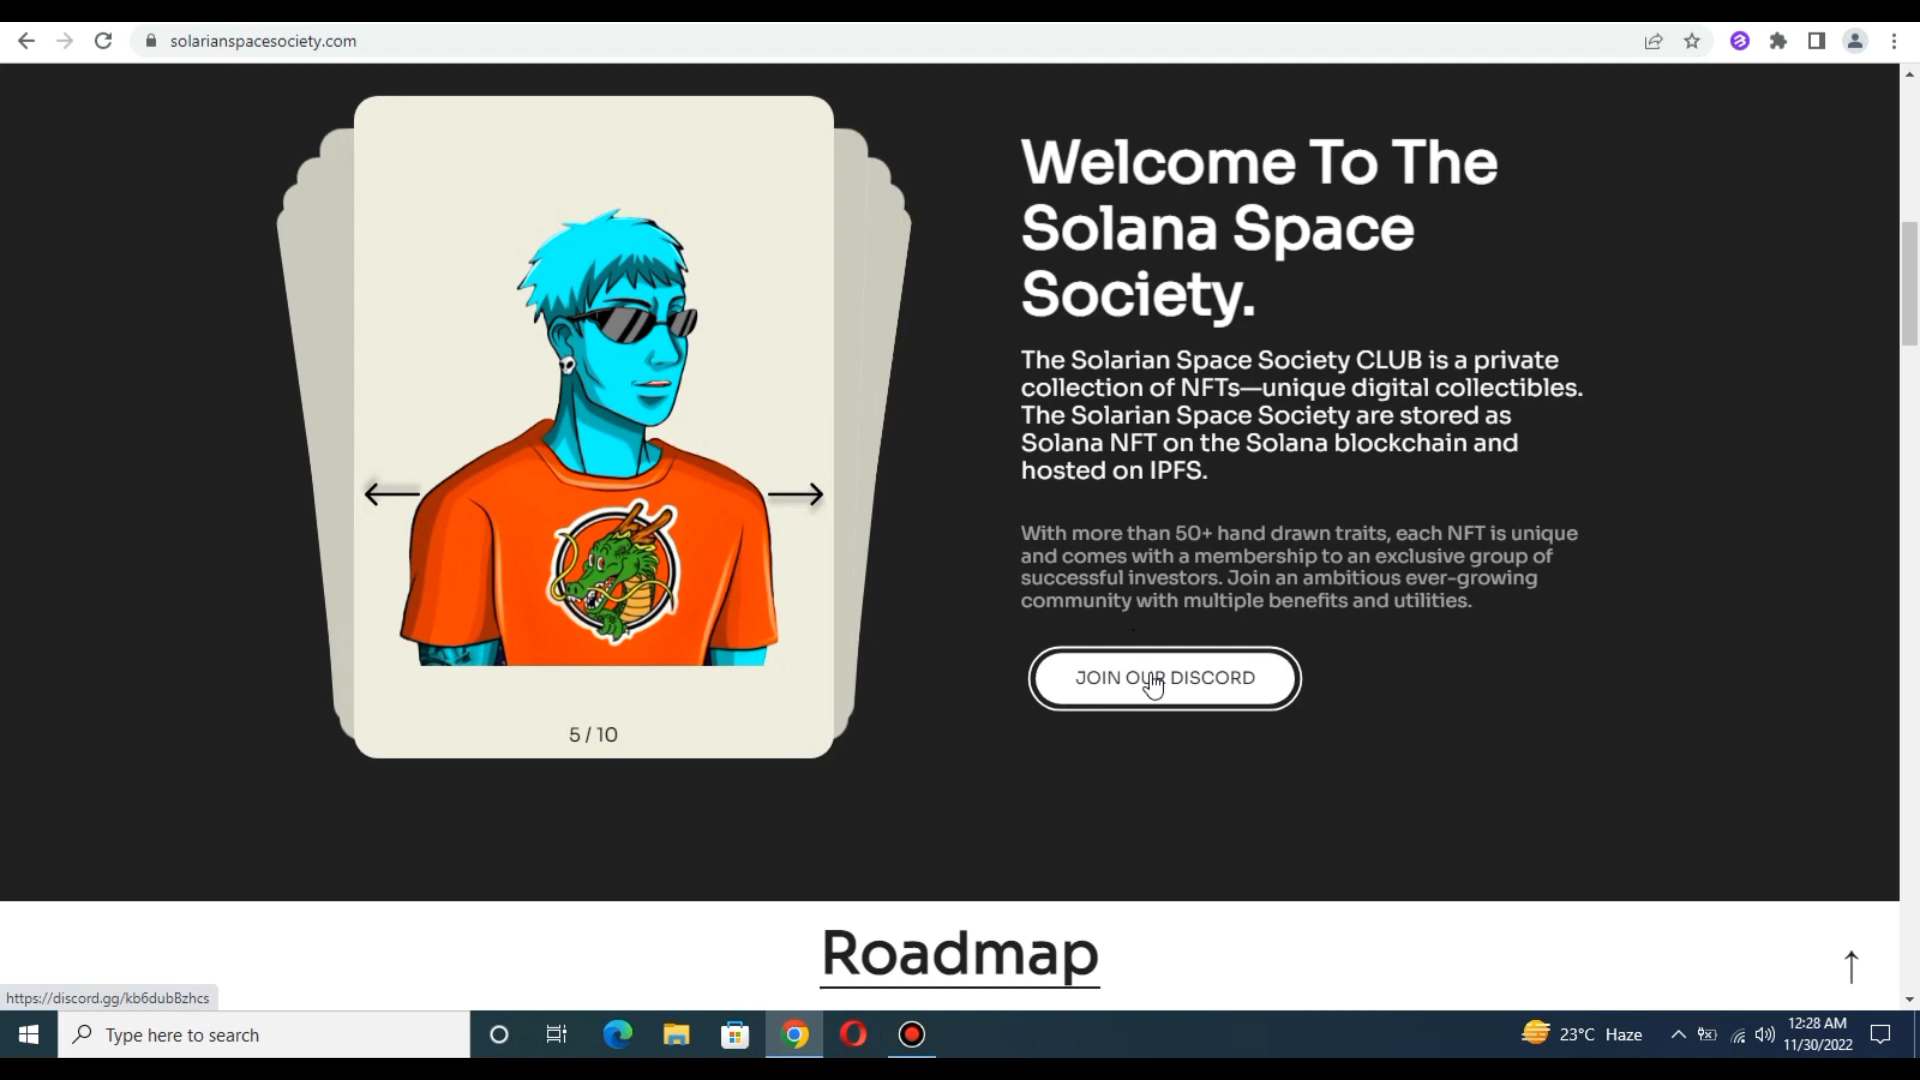 solarianspacesociety.com
Welcome To The
Solana Space
Society.
The Solarian Space Society CLUB is a private
collection of NFTs—unique digital collectibles.
The Solarian Space Society are stored as
Solana NFT on the Solana blockchain and
hosted on IPFS.
With more than 50+ hand drawn traits, each NFT is unique
and comes with a membership to an exclusive group of
successful investors. Join an ambitious ever-growing
community with multiple benefits and utilities.
JOIN OUR DISCORD
5 / 10
Roadmap
https://discord.gg/kb6dubBzhcs
Type here to search
23°C Haze
12:28 AM
11/30/2022